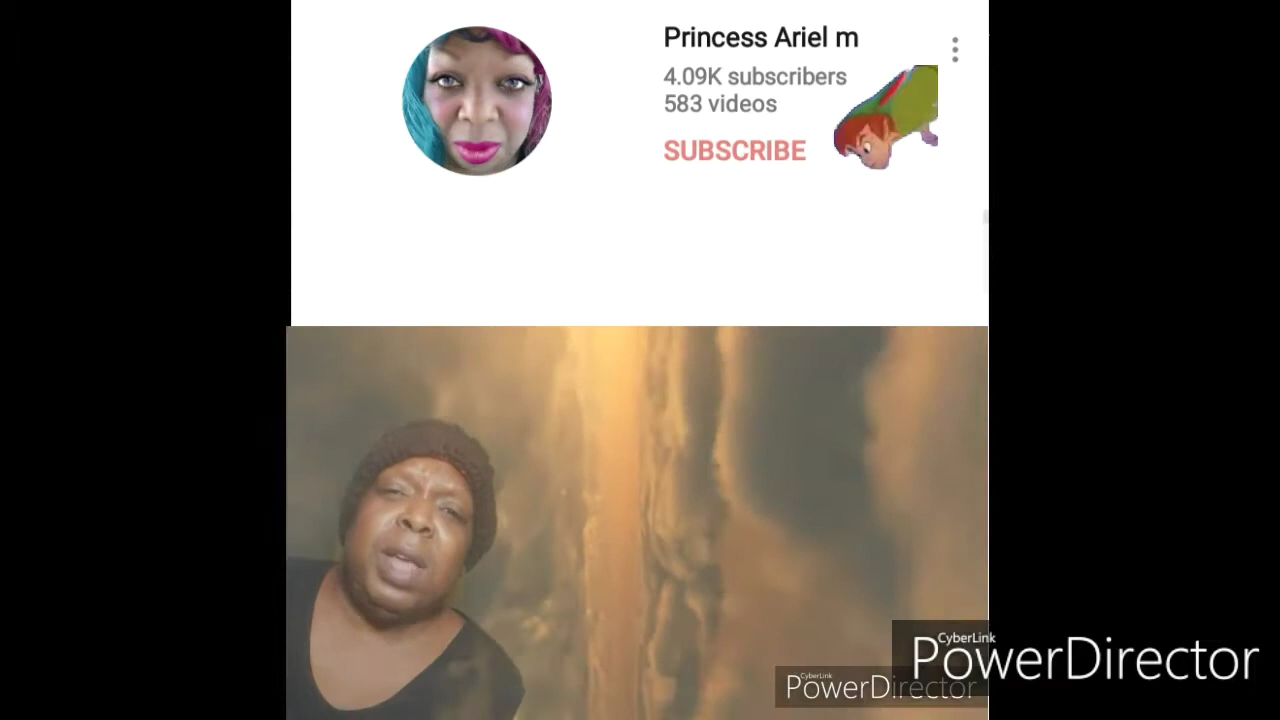 Princess Ariel m
4.09K subscribers
583 videos
SUBSCRIBE
CyberLink
PowerDirector
CyberLink
PowerDirector